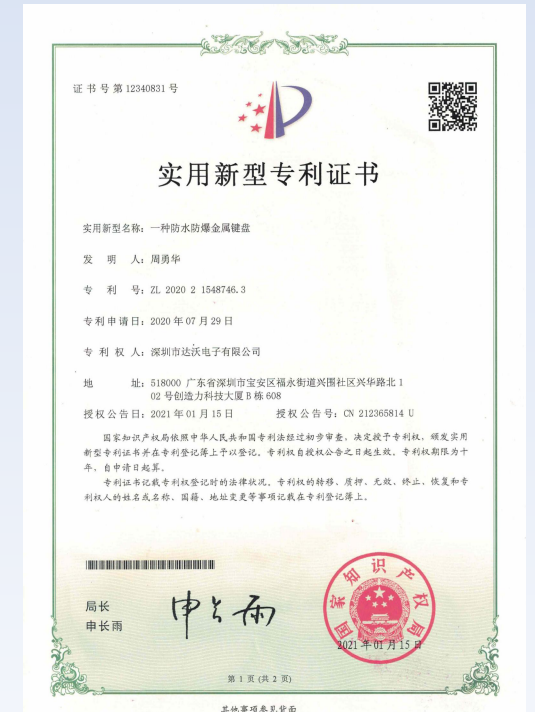 证书号第12340831号
实用新型专利证书
实用新型名称：一种防水防爆金属键盘
发 明 人：周勇华
专 利 号：ZL 2020 2 1548746.3
专利申请日：2020年07月29日
专 利 权 人：深圳市达沃电子有限公司
地 址：518000 广东省深圳市宝安区福永街道兴围社区兴华路北1
02号创造力科技大厦B栋608
授权公告日：2021年01月15日 授权公告号：CN 212365814 U
国家知识产权局依照中华人民共和国专利法经过初步审查，决定授予专利权，颁发实用
新型专利证书并在专利登记簿上予以登记。专利权自授权公告之日起生效。专利权期限为十
年，自申请日起算。
专利证书记载专利权登记时的法律状况。专利权的转移、质押、无效、终止、恢复和专
利权人的姓名或名称、国籍、地址变更等事项记载在专利登记簿上。
局长
申长雨
申长雨
国家知识产权局
2021年01月15日
第 1 页 (共 2 页)
其他事项参见背面